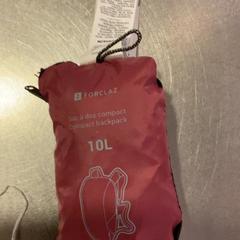 FORCLAZ
sac à dos compact
compact backpack
10L